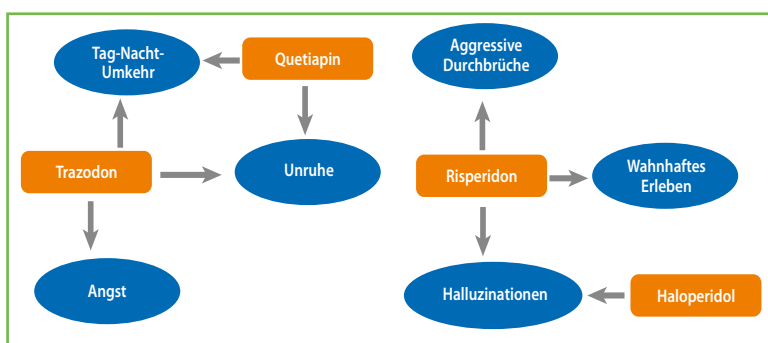 Tag-Nacht-
Umkehr
Quetiapin
Aggressive
Durchbrüche
Trazodon
Unruhe
Risperidon
Wahnhaftes
Erleben
Angst
Halluzinationen
Haloperidol